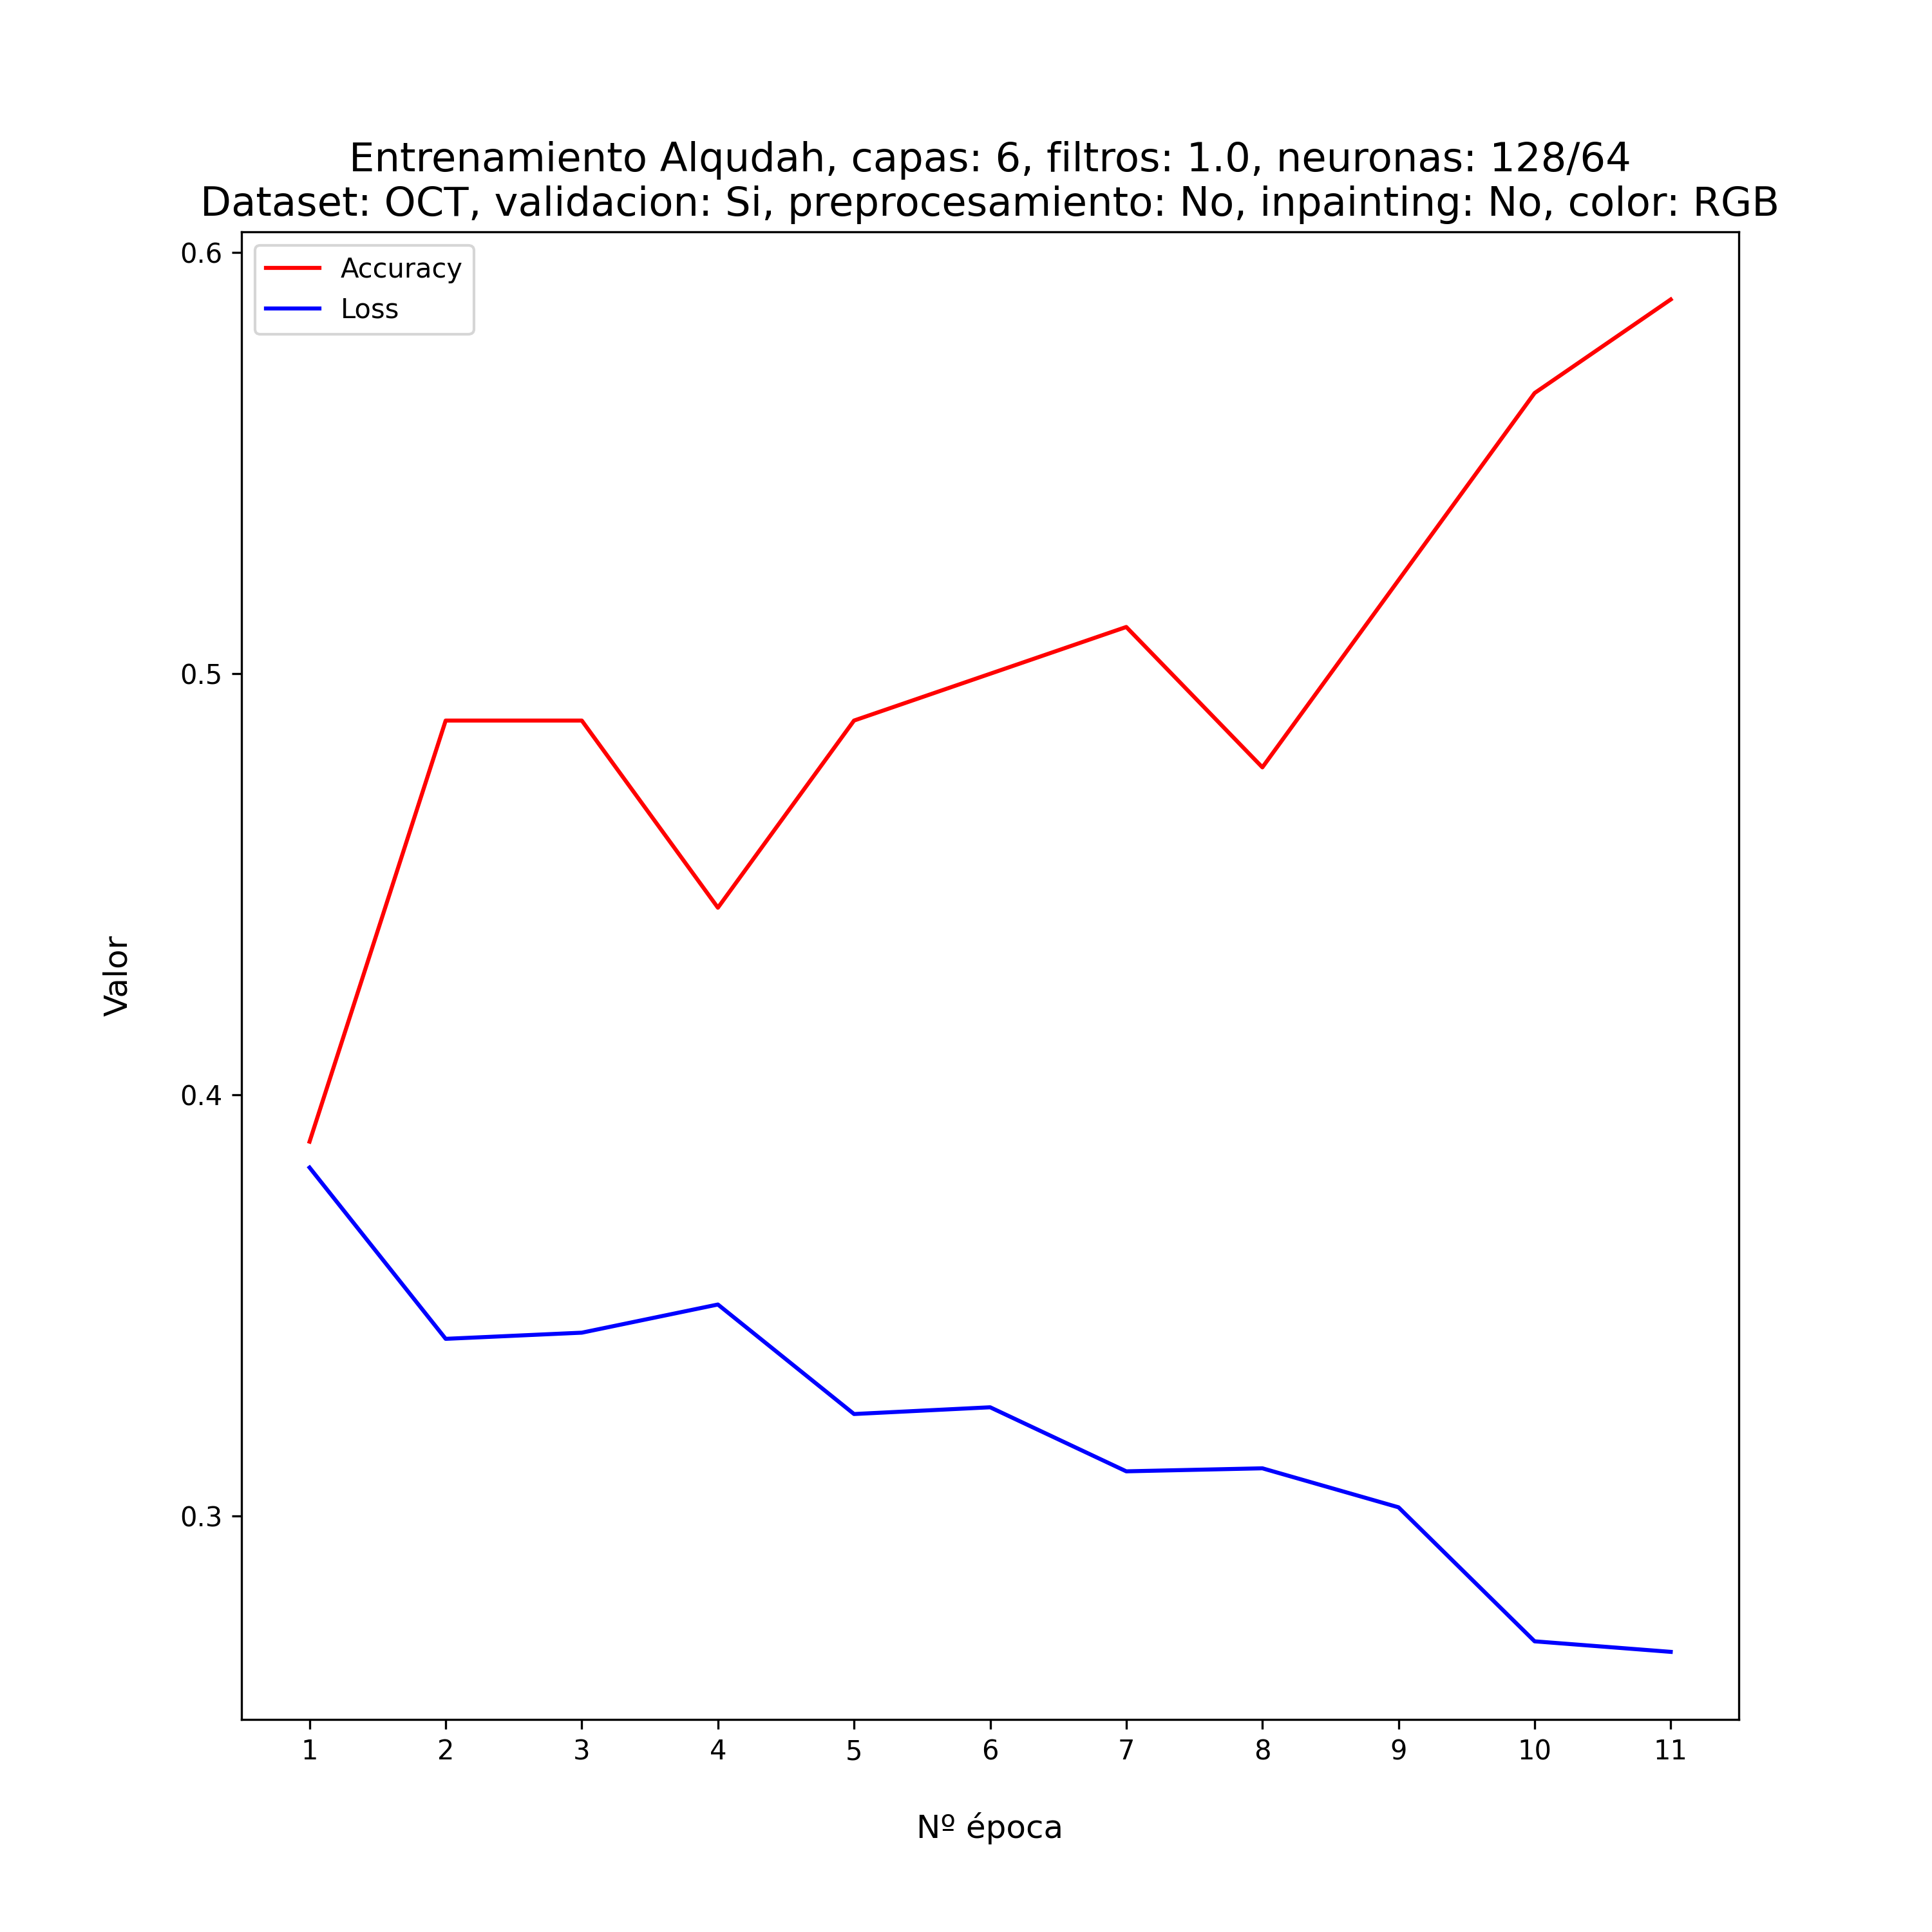 Entrenamiento Alqudah, capas: 6, filtros: 1.0, neuronas: 128/64
Dataset: OCT, validacion: Si, preprocesamiento: No, inpainting: No, color: RGB
Accuracy
Loss
0.6
0.5
0.4
0.3
Valor
1 2 3 4 5 6 7 8 9 10 11
Nº época